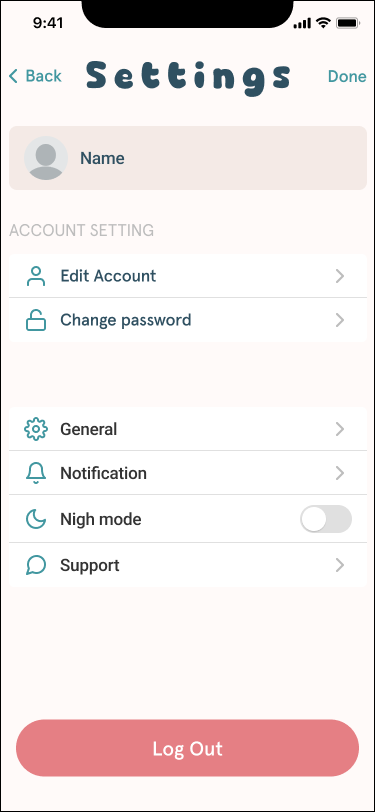 9:41
Back Settings Done
Name
ACCOUNT SETTING
Edit Account
Change password
General
Notification
Nigh mode
Support
Log Out